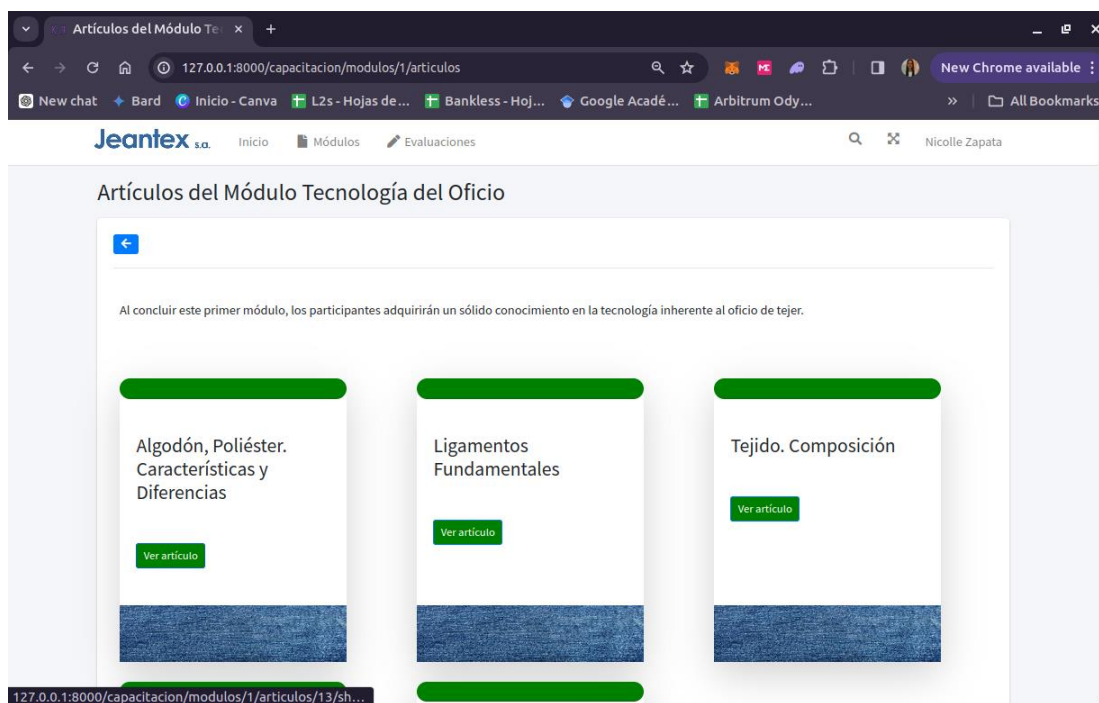 Artículos del Módulo Te
127.0.0.1:8000/capacitacion/modulos/1/articulos
New Chrome available
New chat
Bard
Inicio - Canva
L2s - Hojas de...
Bankless - Hoj...
Google Acadé...
Arbitrum Ody...
»
All Bookmarks
Jeantex s.a.
Inicio
Módulos
Evaluaciones
Nicolle Zapata
Artículos del Módulo Tecnología del Oficio
Al concluir este primer módulo, los participantes adquirirán un sólido conocimiento en la tecnología inherente al oficio de tejer.
Algodón, Poliéster.
Características y
Diferencias
Ver artículo
Ligamentos
Fundamentales
Ver artículo
Tejido. Composición
Ver artículo
127.0.0.1:8000/capacitacion/modulos/1/articulos/13/sh...